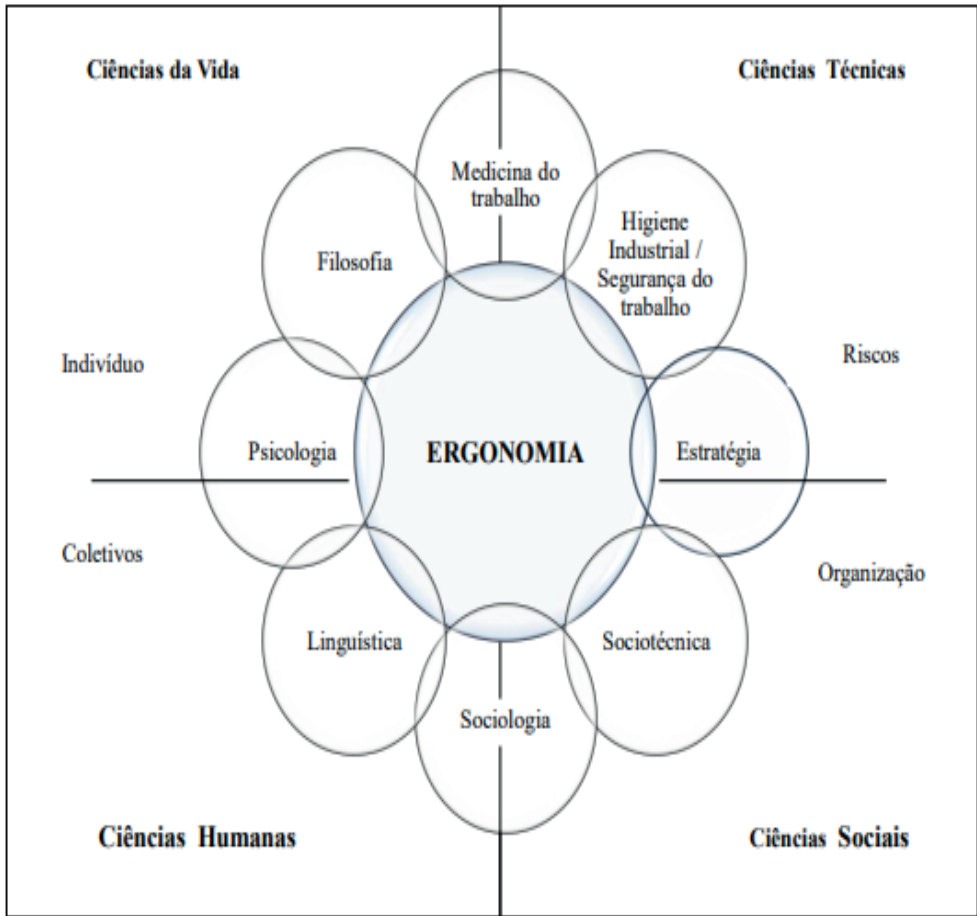 Ciências da Vida
Ciências Técnicas
Medicina do
trabalho
Higiene
Industrial /
Segurança do
trabalho
Filosofia
Indivíduo
Riscos
Psicologia
ERGONOMIA
Estratégia
Coletivos
Organização
Linguística
Sociotécnica
Sociologia
Ciências Humanas
Ciências Sociais